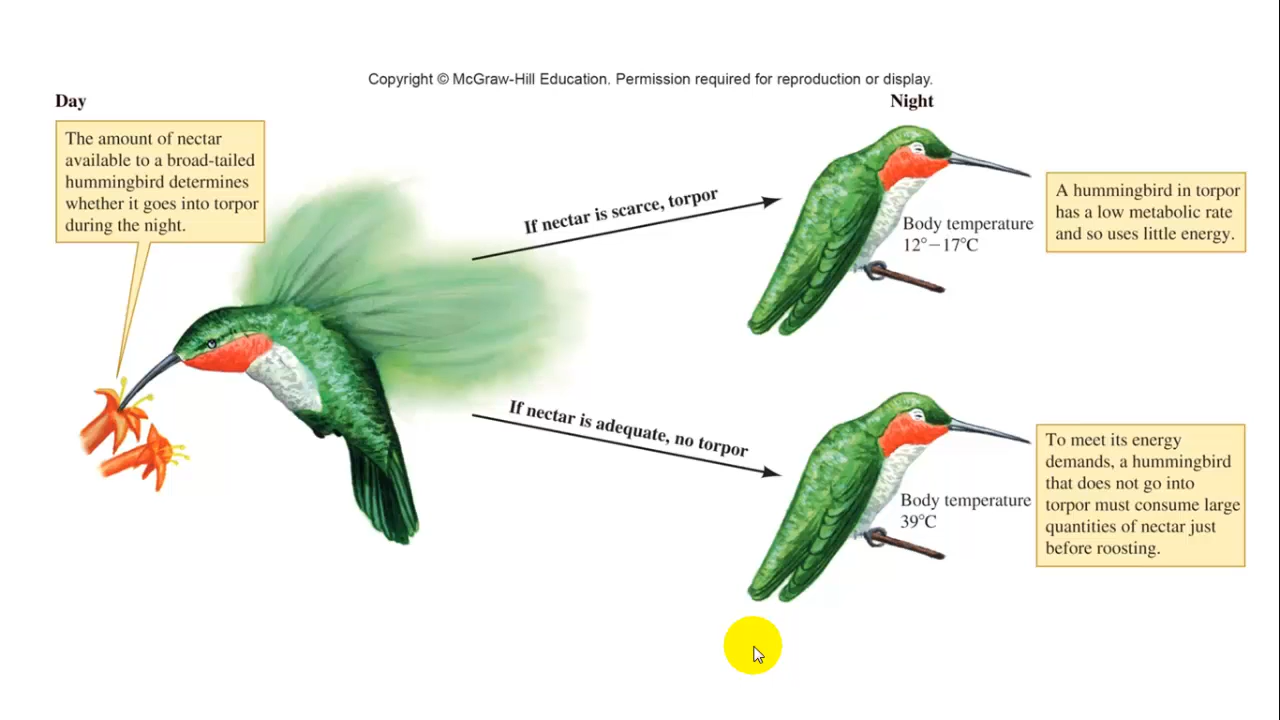 Copyright © McGraw-Hill Education. Permission required for reproduction or display.
Day
Night
The amount of nectar
available to a broad-tailed
hummingbird determines
whether it goes into torpor
during the night.
If nectar is scarce, torpor
Body temperature
12°–17°C
A hummingbird in torpor
has a low metabolic rate
and so uses little energy.
If nectar is adequate, no torpor
Body temperature
39°C
To meet its energy
demands, a hummingbird
that does not go into
torpor must consume large
quantities of nectar just
before roosting.